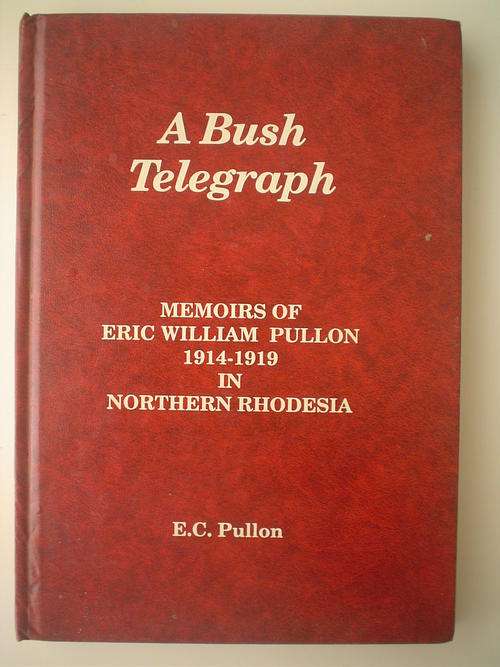 A Bush
Telegraph
MEMOIRS OF
ERIC WILLIAM PULLON
1914-1919
IN
NORTHERN RHODESIA
E.C. Pullon